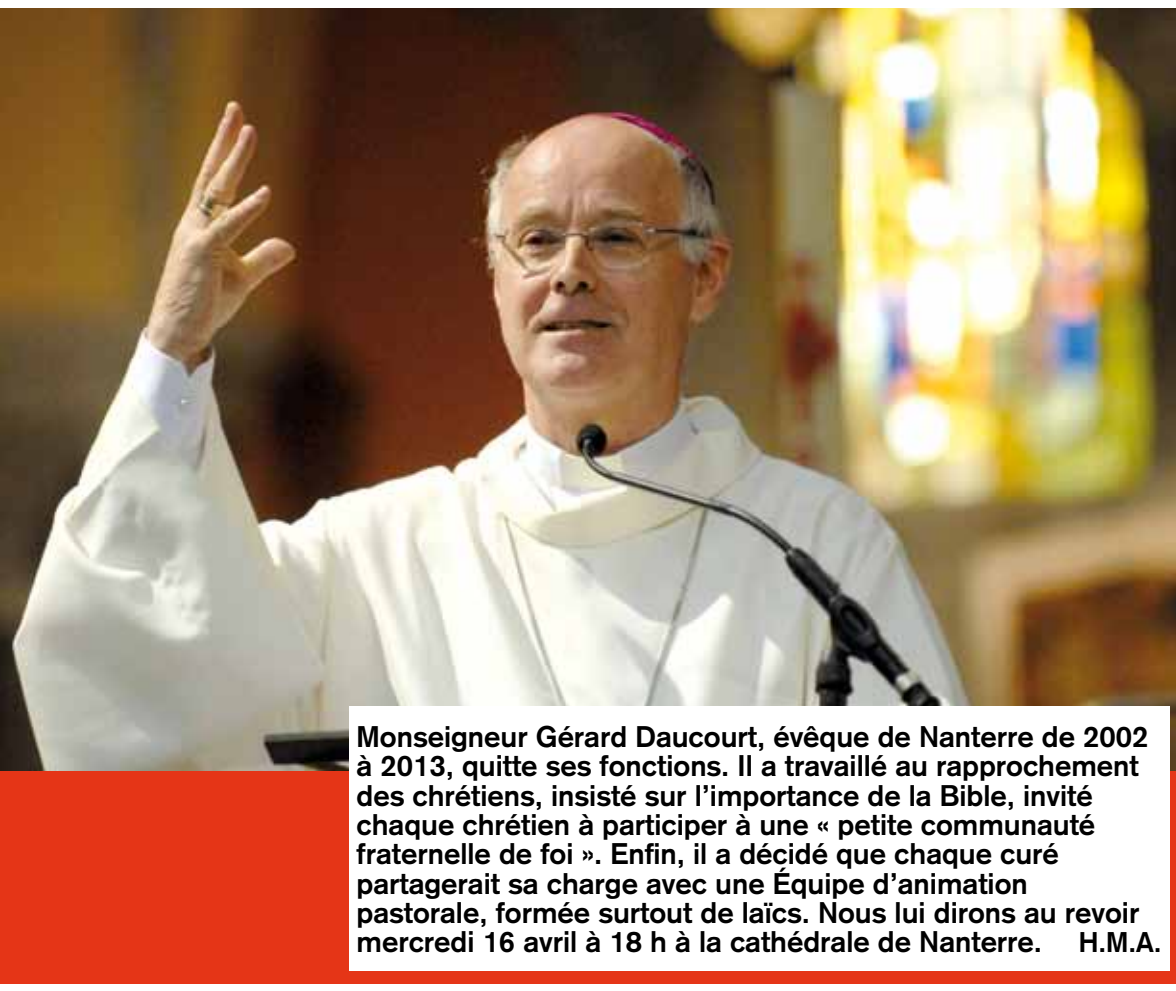 Monseigneur Gérard Daucourt, évêque de Nanterre de 2002
à 2013, quitte ses fonctions. Il a travaillé au rapprochement
des chrétiens, insisté sur l’importance de la Bible, invité
chaque chrétien à participer à une « petite communauté
fraternelle de foi ». Enfin, il a décidé que chaque curé
partagerait sa charge avec une Équipe d’animation
pastorale, formée surtout de laïcs. Nous lui dirons au revoir
mercredi 16 avril à 18 h à la cathédrale de Nanterre. H.M.A.